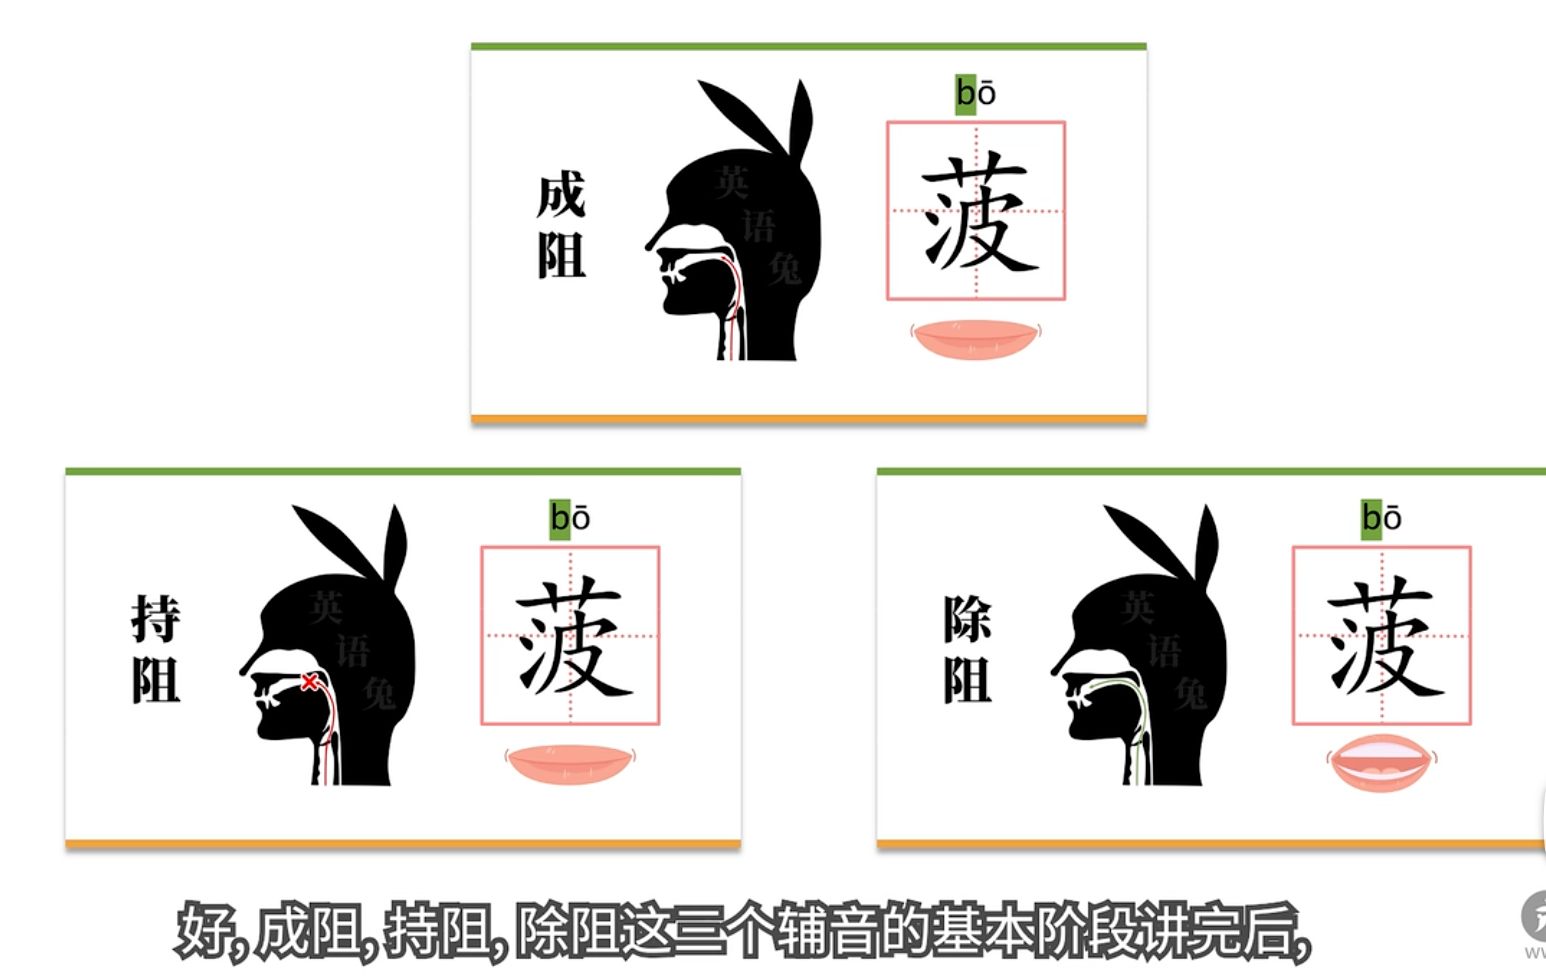 bō
成
阻
菠
英
语
兔
bō
持
阻
菠
英
语
兔
bō
除
阻
菠
英
语
兔
好,成阻,持阻,除阻这三个辅音的基本阶段讲完后,